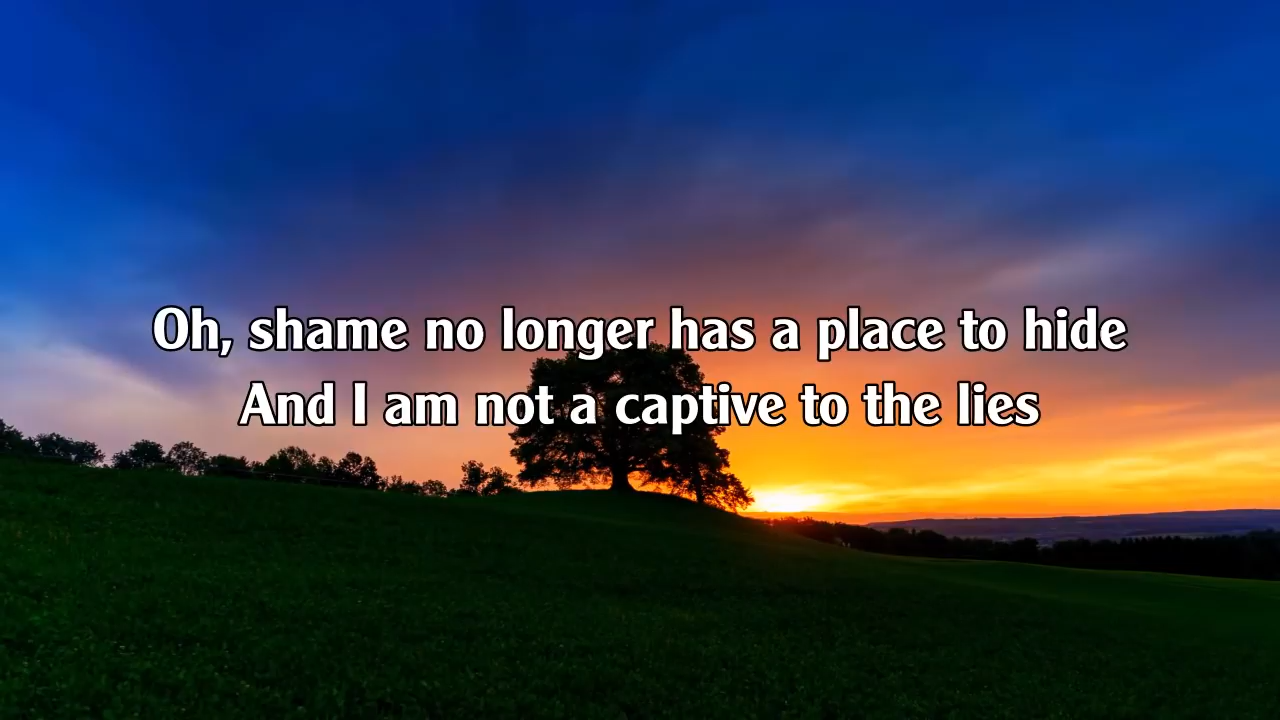 Oh, shame no longer has a place to hide
And I am not a captive to the lies